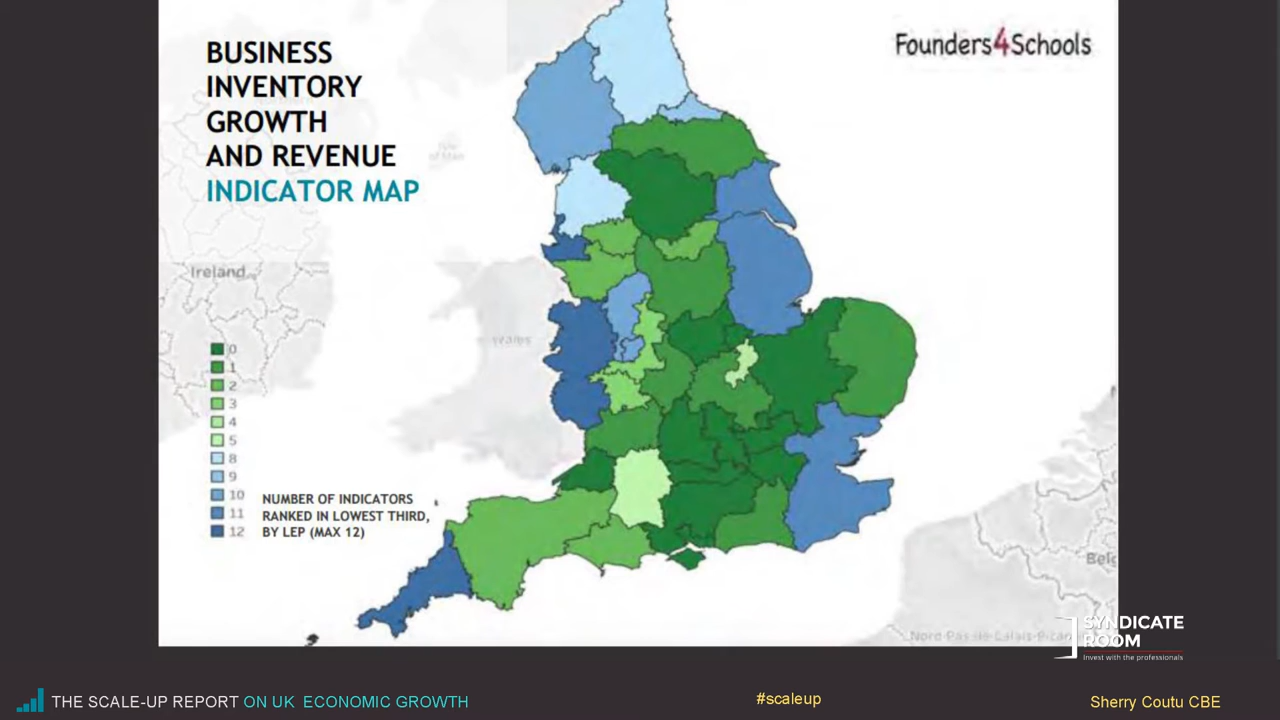 BUSINESS
INVENTORY
GROWTH
AND REVENUE
INDICATOR MAP
Founders4Schools
Ireland
Wales
0
1
2
3
4
5
8
9
10
11
12
NUMBER OF INDICATORS
RANKED IN LOWEST THIRD,
BY LEP (MAX 12)
Belg
Nord-Pas-de-Calais-Picar
SYNDICATE
ROOM
Invest with the professionals
THE SCALE-UP REPORT ON UK ECONOMIC GROWTH
#scaleup
Sherry Coutu CBE